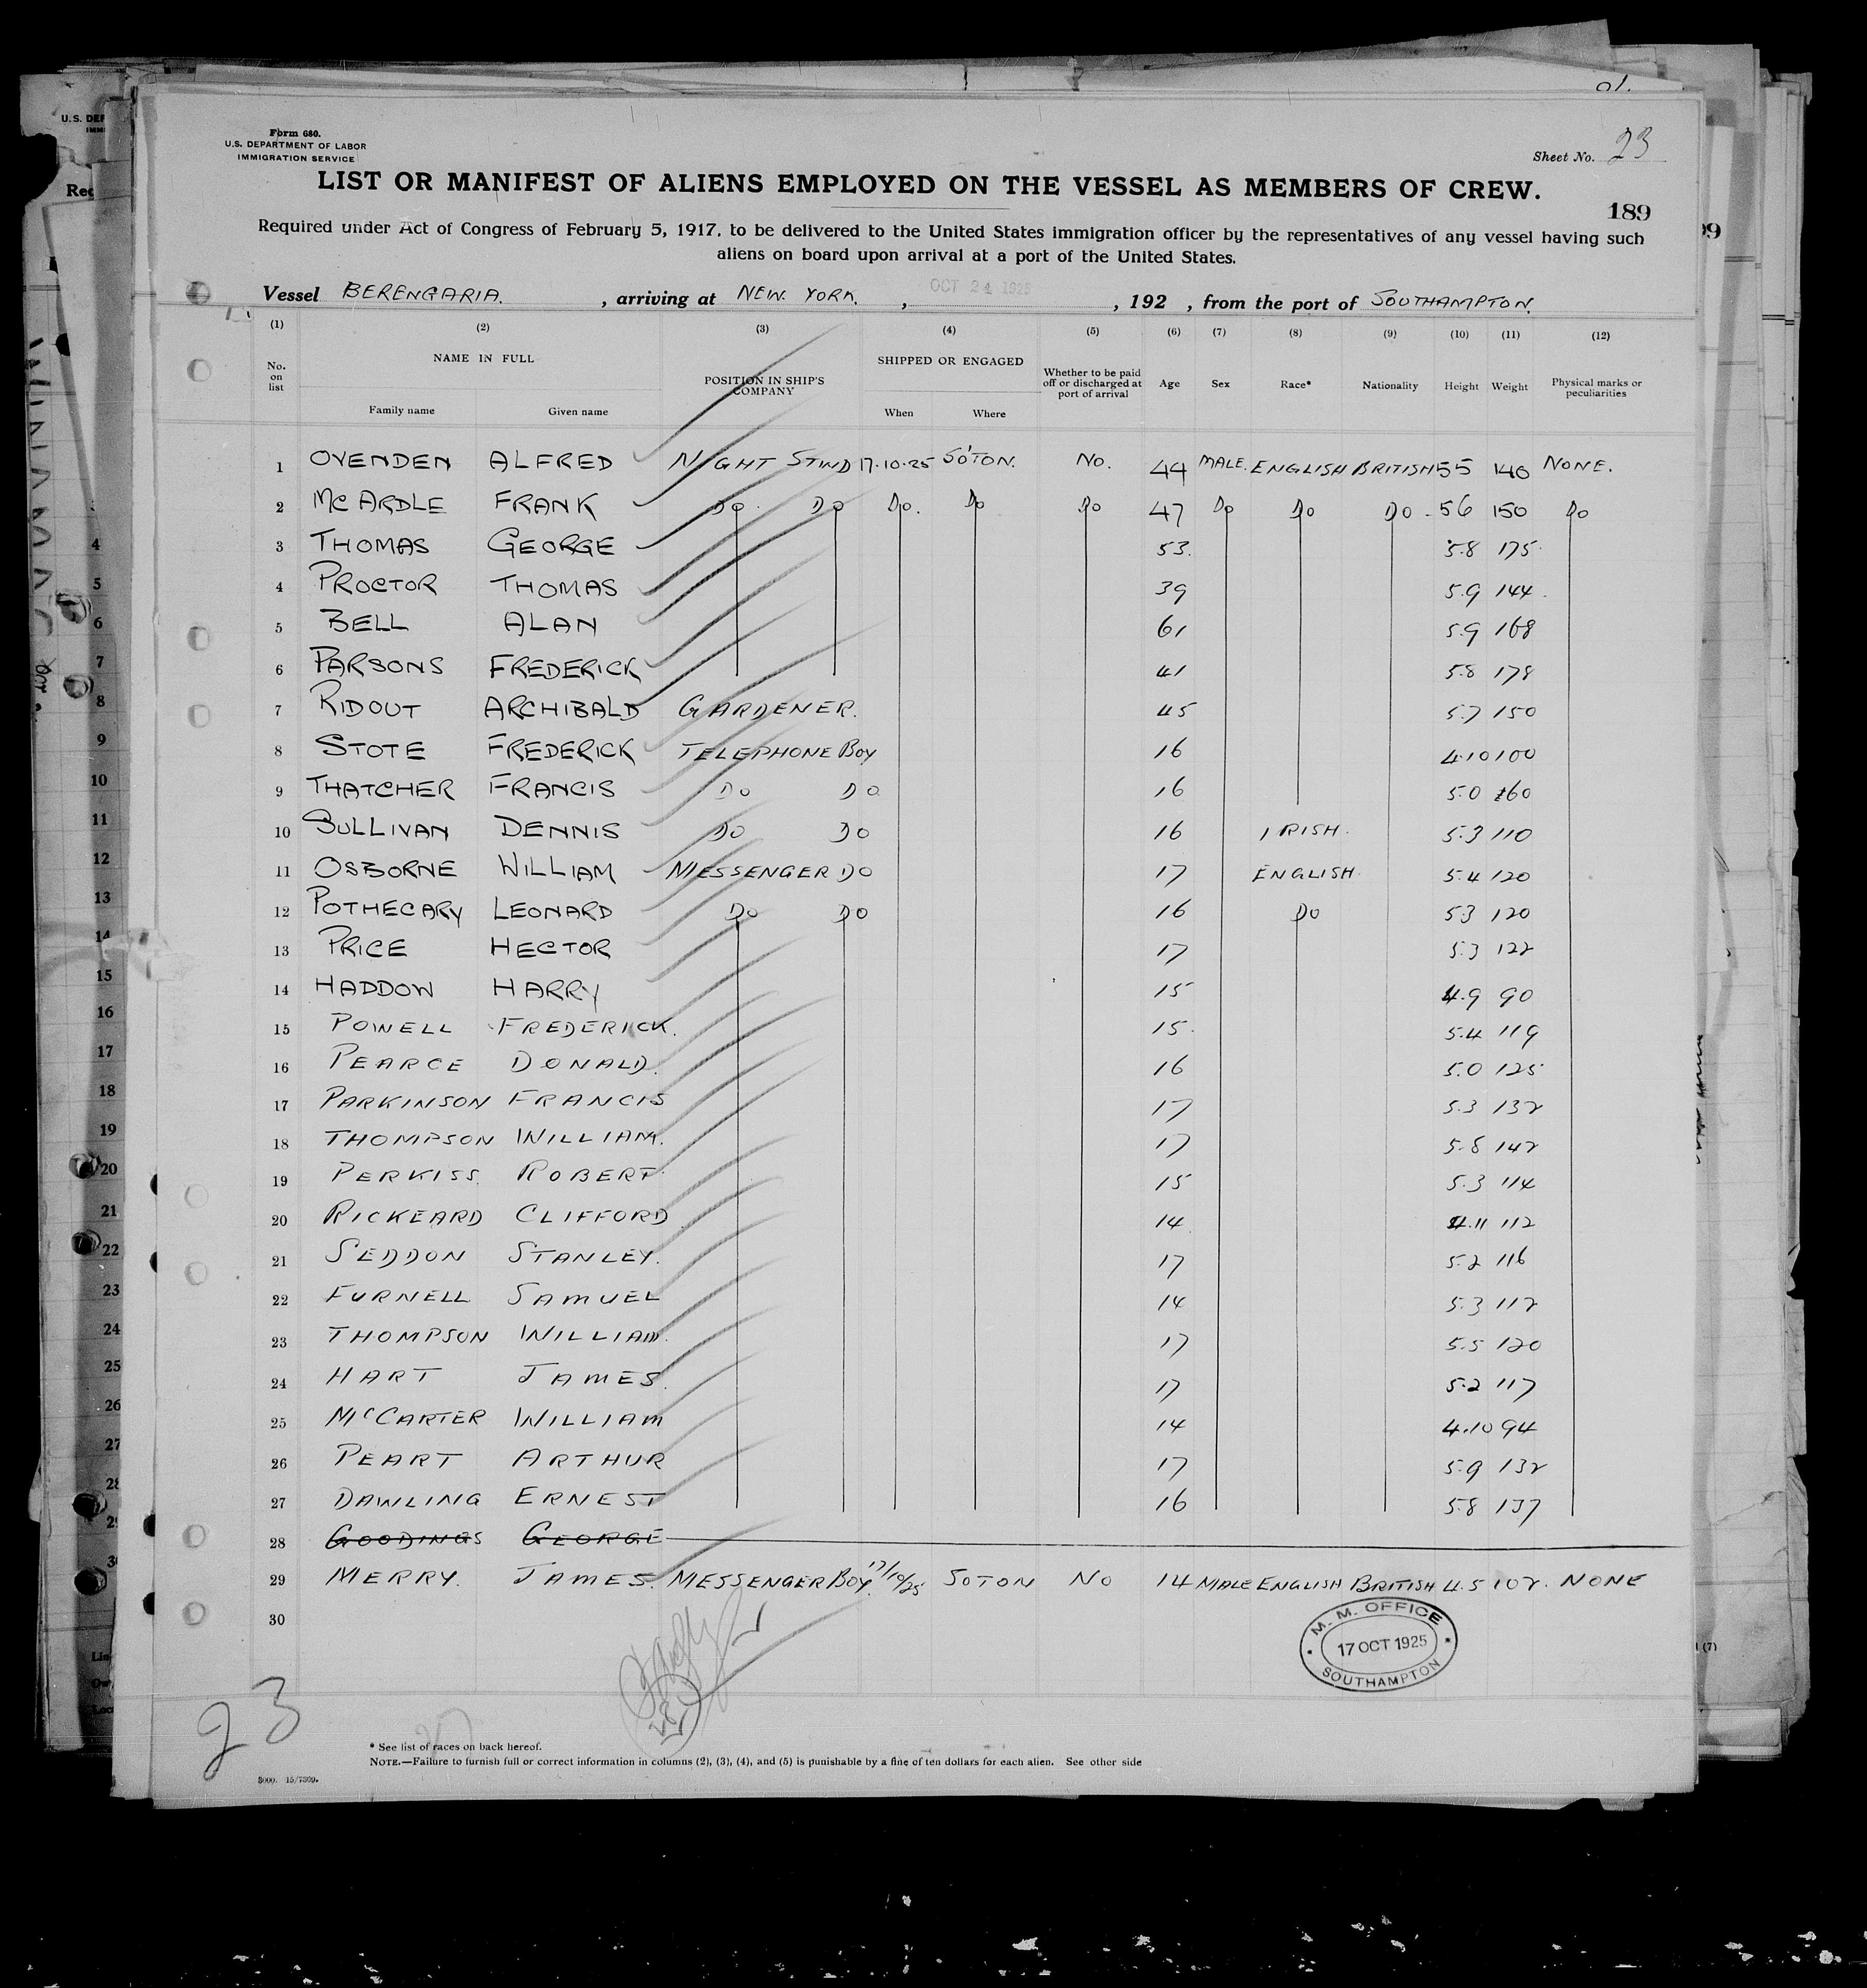 Form 680.
U.S. DEPARTMENT OF LABOR
IMMIGRATION SERVICE
Sheet No. 23
LIST OR MANIFEST OF ALIENS EMPLOYED ON THE VESSEL AS MEMBERS OF CREW.
189
Required under Act of Congress of February 5, 1917, to be delivered to the United States immigration officer by the representatives of any vessel having such
aliens on board upon arrival at a port of the United States.
Vessel BERENGARIA. , arriving at NEW. YORK. , OCT 24 1925 , 192 , from the port of SOUTHAMPTON.
(1) (2) (3) (4) (5) (6) (7) (8) (9) (10) (11) (12)
No. on list NAME IN FULL Family name Given name POSITION IN SHIP'S COMPANY SHIPPED OR ENGAGED When Where Whether to be paid off or discharged at port of arrival Age Sex Race* Nationality Height Weight Physical marks or peculiarities
1 OVENDEN ALFRED NIGHT STWD 17.10.25 SO'TON. NO. 44 MALE. ENGLISH BRITISH 55 140 NONE.
2 MC ARDLE FRANK DO. DO DO. DO DO 47 DO DO DO. 56 150 DO
3 THOMAS GEORGE 53. 5.8 175.
4 PROCTOR THOMAS 39 5.9 144.
5 BELL ALAN 61 5.9 168
6 PARSONS FREDERICK 41 5.8 178
7 RIDOUT ARCHIBALD GARDENER. 45 5.7 150
8 STOTE FREDERICK TELEPHONE BOY 16 4.10 100
9 THATCHER FRANCIS DO DO 16 5.0 160
10 SULLIVAN DENNIS DO DO 16 IRISH. 5.3 110
11 OSBORNE WILLIAM MESSENGER DO 17 ENGLISH. 5.4 120
12 POTHECARY LEONARD DO DO 16 DO 53 120
13 PRICE HECTOR 17 5.3 122
14 HADDOW HARRY 15 4.9 90
15 POWELL FREDERICK. 15. 5.4 119
16 PEARCE DONALD. 16 5.0 125
17 PARKINSON FRANCIS 17 5.3 132
18 THOMPSON WILLIAM. 17 5.8 142
19 PERKISS. ROBERT. 15 5.3 114
20 RICKEARD CLIFFORD 14 4.11 112
21 SEDDON STANLEY. 17 5.2 116
22 FURNELL SAMUEL 14 5.3 112
23 THOMPSON WILLIAM. 17 5.5 120
24 HART JAMES. 17 5.2 117
25 MCCARTER WILLIAM 14 4.10 94
26 PEART ARTHUR 17 5.9 132
27 DAWLING ERNEST 16 5.8 137
28 GOODINGS GEORGE
29 MERRY. JAMES. MESSENGER BOY. 17/10/25 SOTON NO 14 MALE ENGLISH BRITISH 4.5 102. NONE
30
M. M. OFFICE
17 OCT 1925
SOUTHAMPTON
23
* See list of races on back hereof.
NOTE.—Failure to furnish full or correct information in columns (2), (3), (4), and (5) is punishable by a fine of ten dollars for each alien. See other side